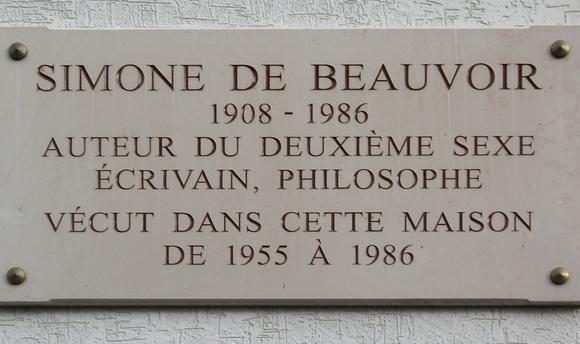 SIMONE DE BEAUVOIR
1908 - 1986
AUTEUR DU DEUXIÈME SEXE
ÉCRIVAIN, PHILOSOPHE
VÉCUT DANS CETTE MAISON
DE 1955 À 1986